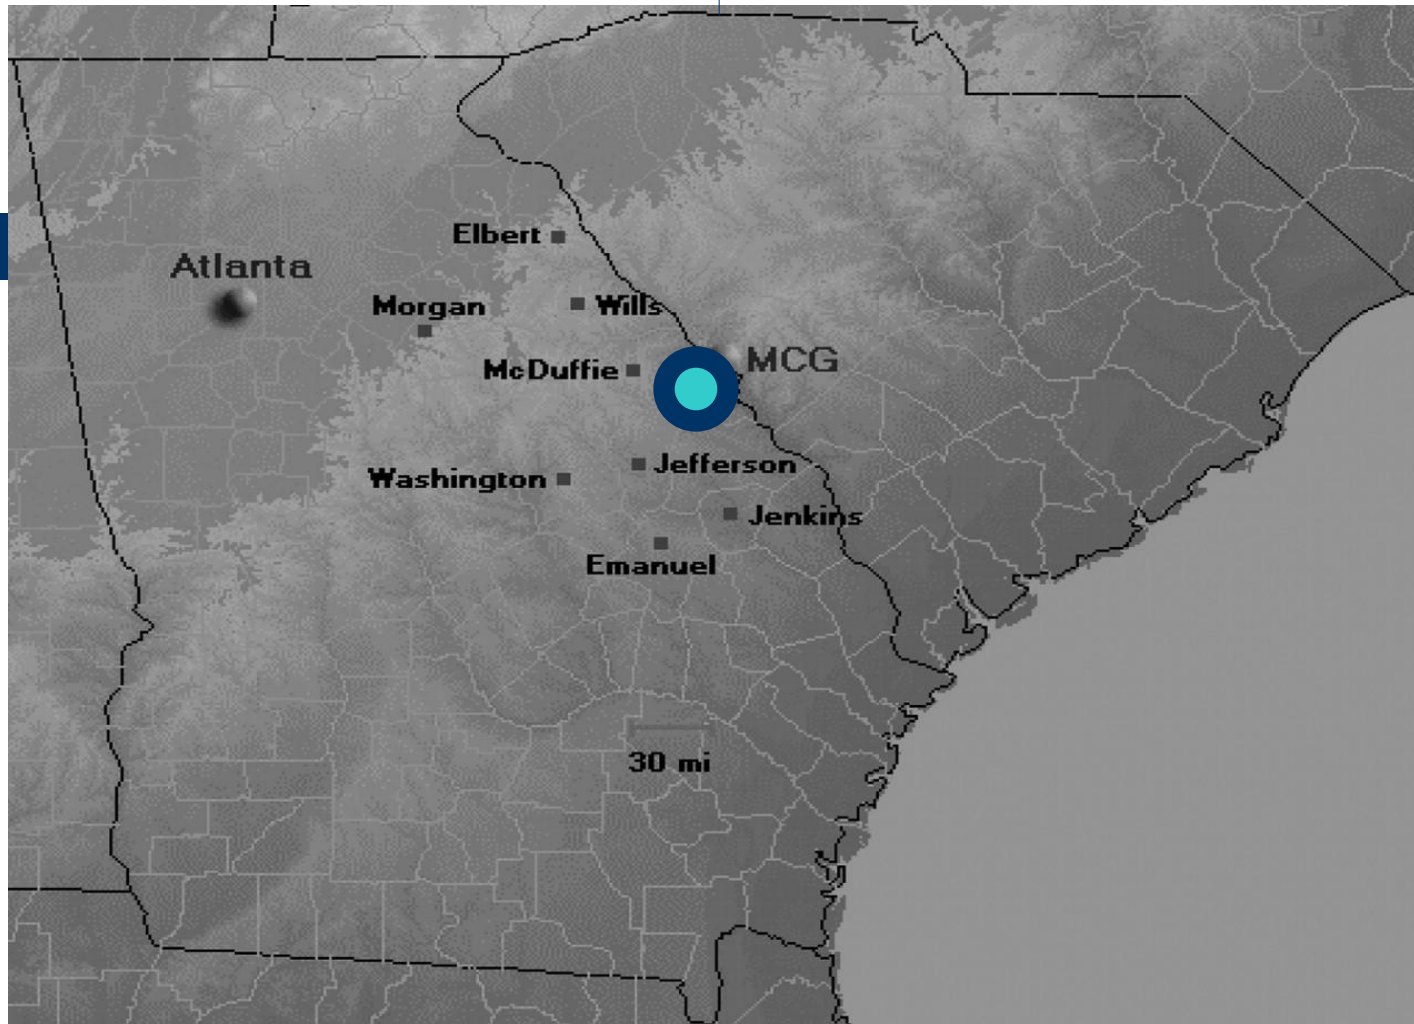 Elbert
Atlanta
Morgan
Wills
McDuffie
MCG
Jefferson
Washington
Jenkins
Emanuel
30 mi